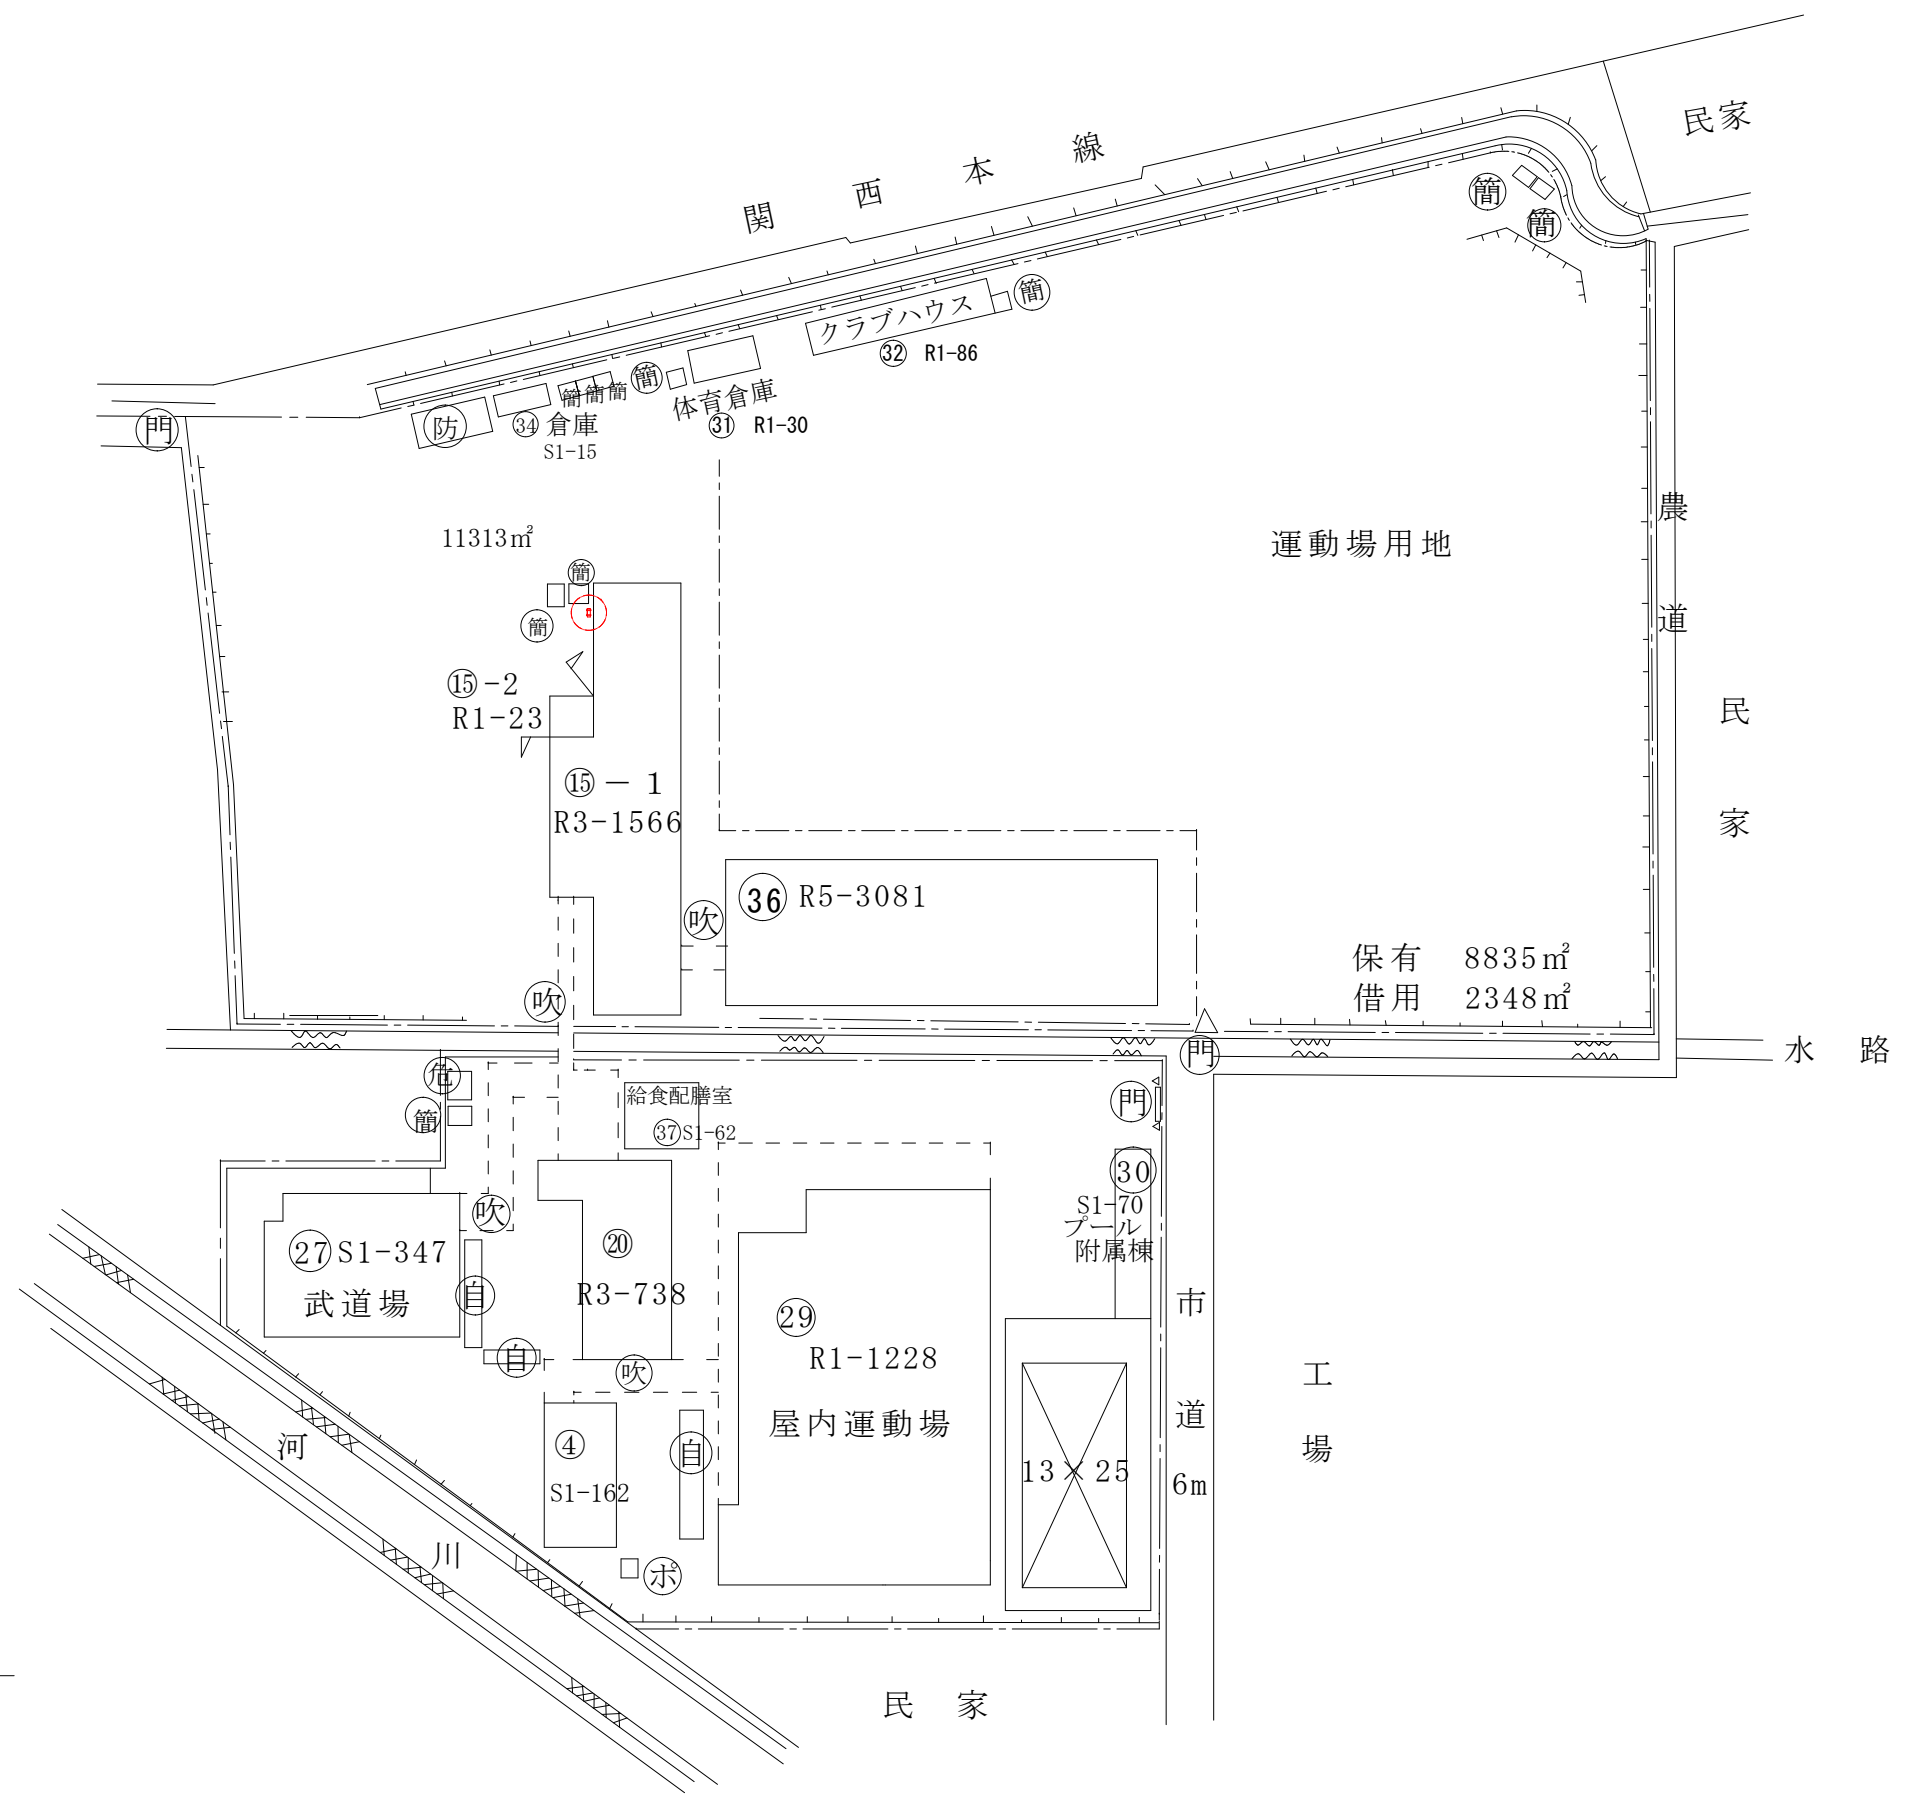 関西本線
民家
簡
簡
クラブハウス
簡
㉜ R1-86
門
防
簡簡簡
簡
㉞ 倉庫
S1-15
体育倉庫
㉛ R1-30
農道
運動場用地
11313㎡
簡
簡
⑮-2
R1-23
民家
⑮－1
R3-1566
㊱ R5-3081
吹
保有 8835㎡
借用 2348㎡
吹
水路
門
危
簡
給食配膳室
㊲S1-62
門
㉚
S1-70
プール
附属棟
吹
㉗S1-347
武道場
自
⑳
R3-738
㉙
R1-1228
屋内運動場
市道
6m
自
吹
工場
④
S1-162
自
13×25
河川
ポ
民家